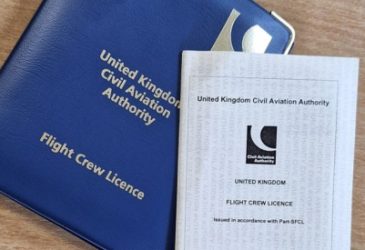 United Kingdom
Civil Aviation
Authority
Flight Crew Licence
United Kingdom Civil Aviation Authority
Civil Aviation
Authority
UNITED KINGDOM
FLIGHT CREW LICENCE
Issued in accordance with Part-SFCL